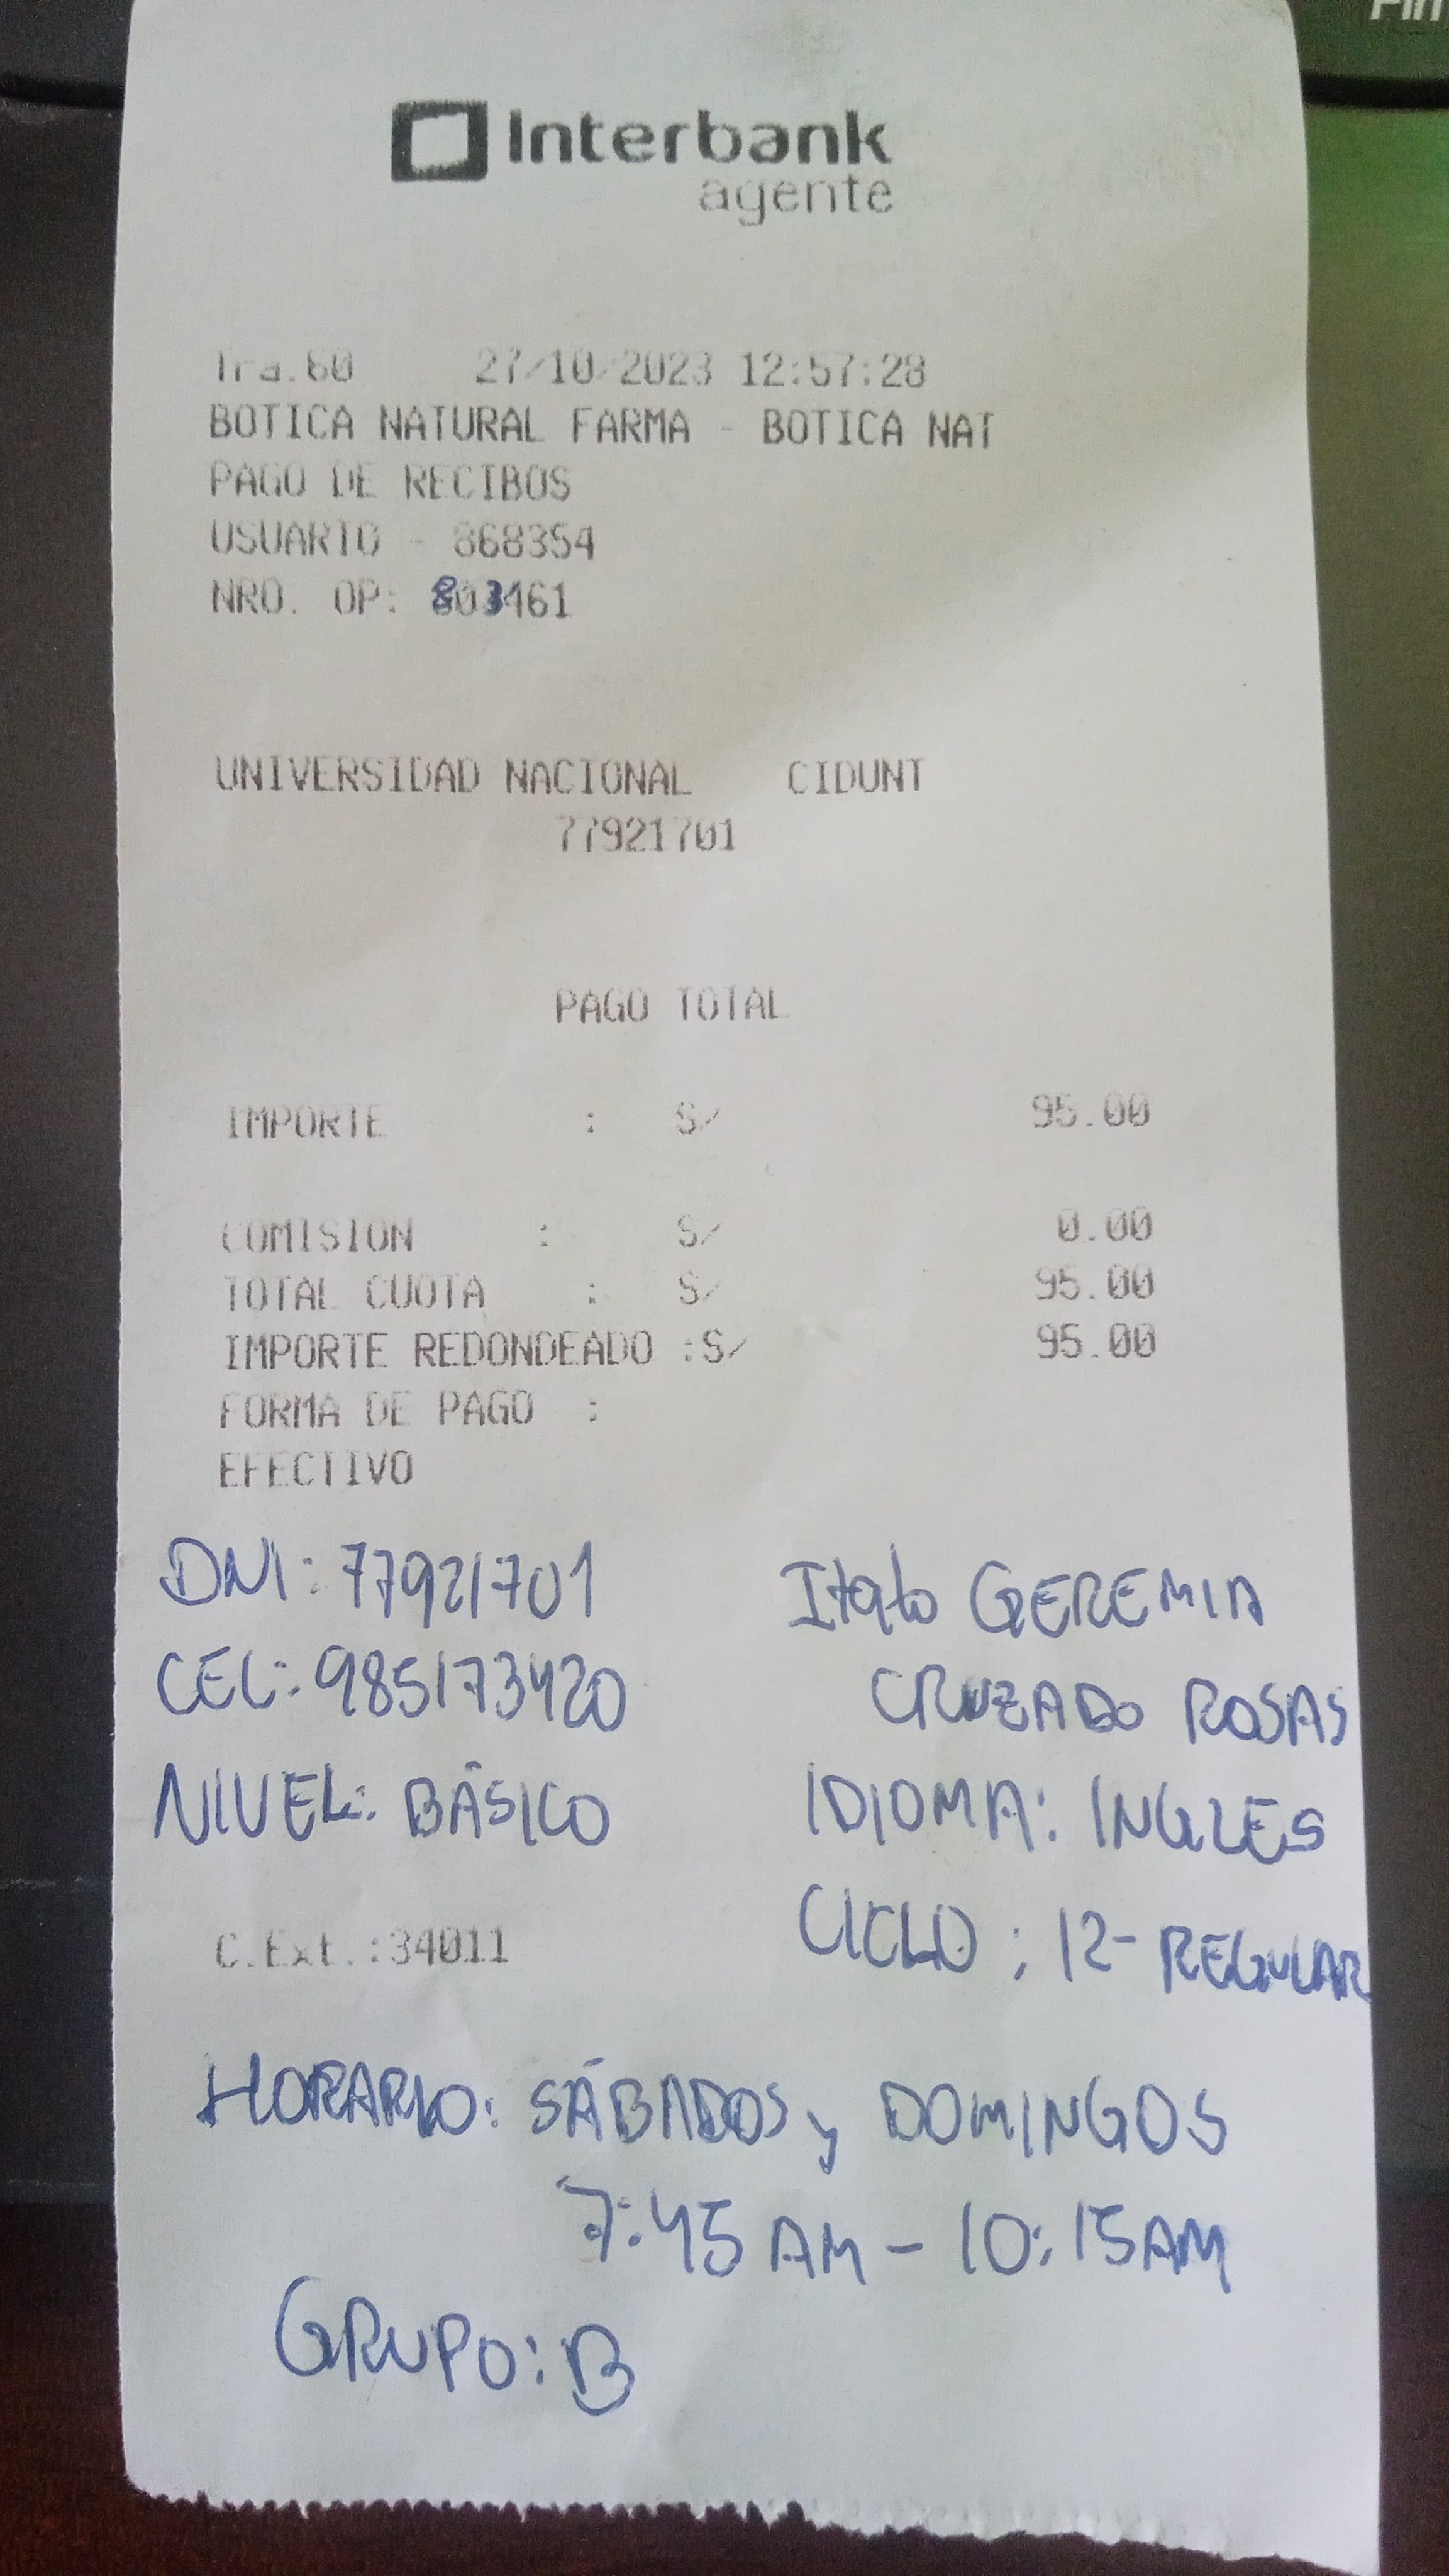 Interbank
agente
Tra.60 27/10/2023 12:57:28
BOTICA NATURAL FARMA - BOTICA NAT
PAGO DE RECIBOS
USUARIO - 868354
NRO. OP:
UNIVERSIDAD NACIONAL CIDUNT
77921701
PAGO TOTAL
IMPORTE : S/ 95.00
COMISION : S/ 0.00
TOTAL CUOTA : S/ 95.00
IMPORTE REDONDEADO :S/ 95.00
FORMA DE PAGO :
EFECTIVO
DNI: 77921701 Italo GEREMIA
CEL: 985173420 CRUZADO ROSAS
NIVEL: BÁSICO IDIOMA: INGLES
C.Ext.:34011 CICLO : 12- REGULAR
HORARIO: SÁBADOS y DOMINGOS
7:45 AM - 10:15AM
GRUPO: B